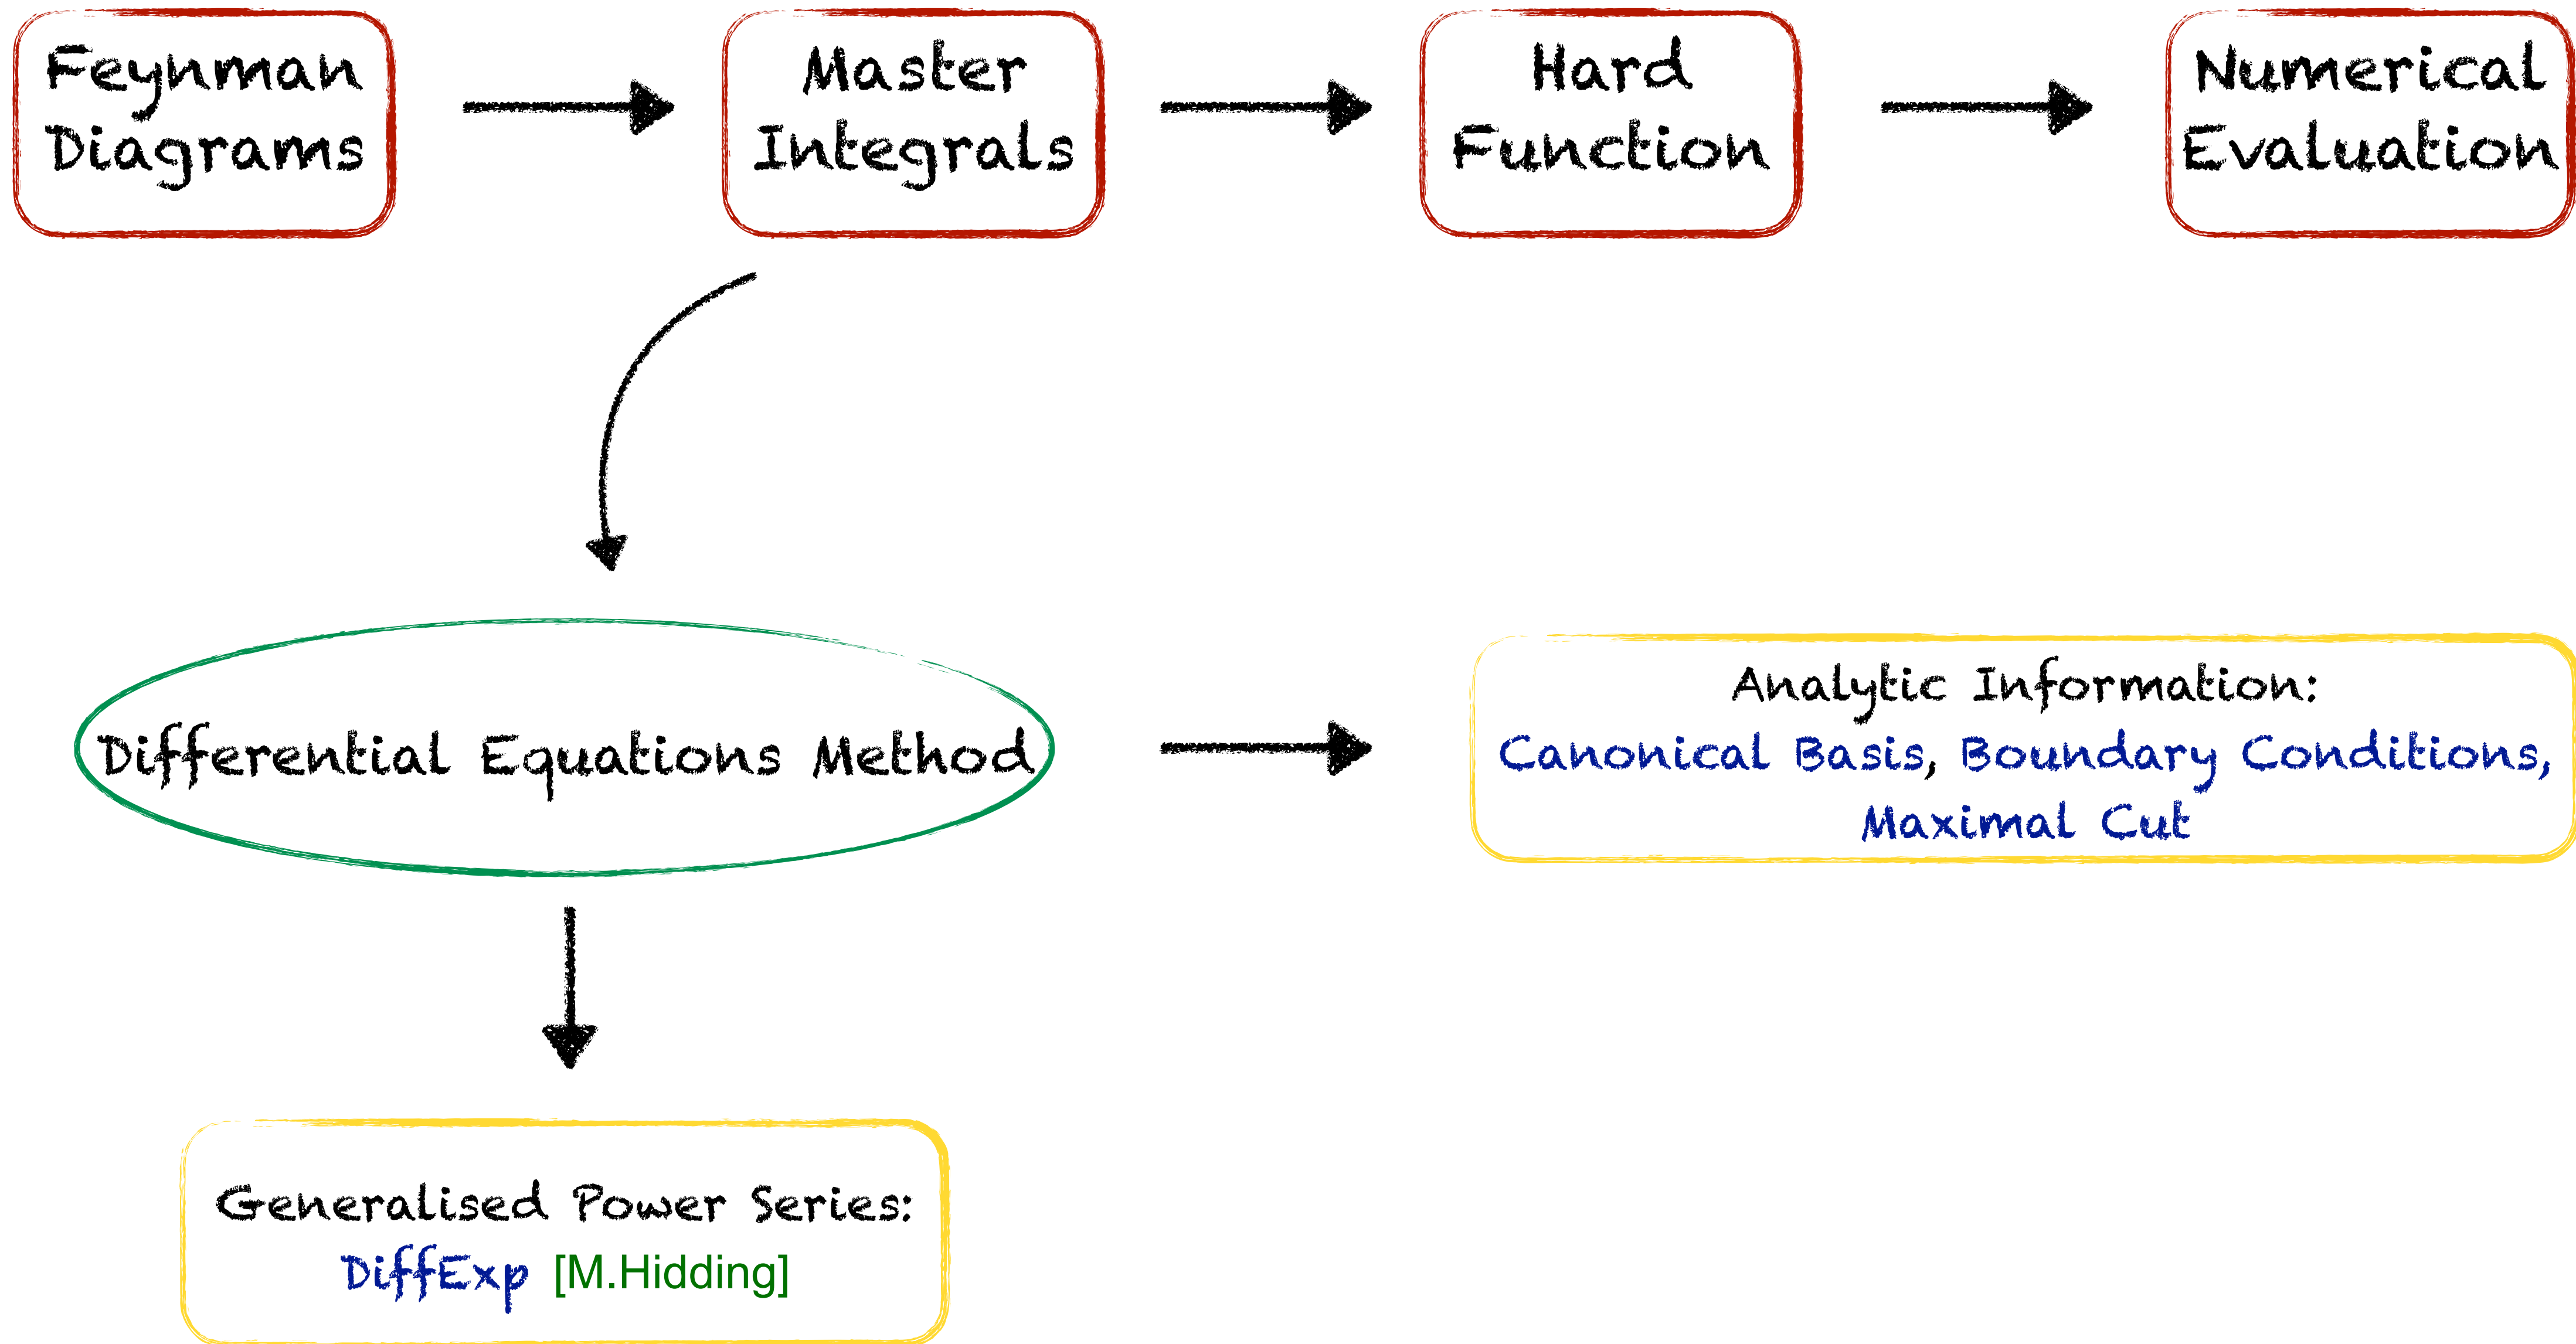 Feynman
Diagrams
Master
Integrals
Hard
Function
Numerical
Evaluation
Differential Equations Method
Analytic Information:
Canonical Basis, Boundary Conditions,
Maximal Cut
Generalised Power Series:
DiffExp [M.Hidding]